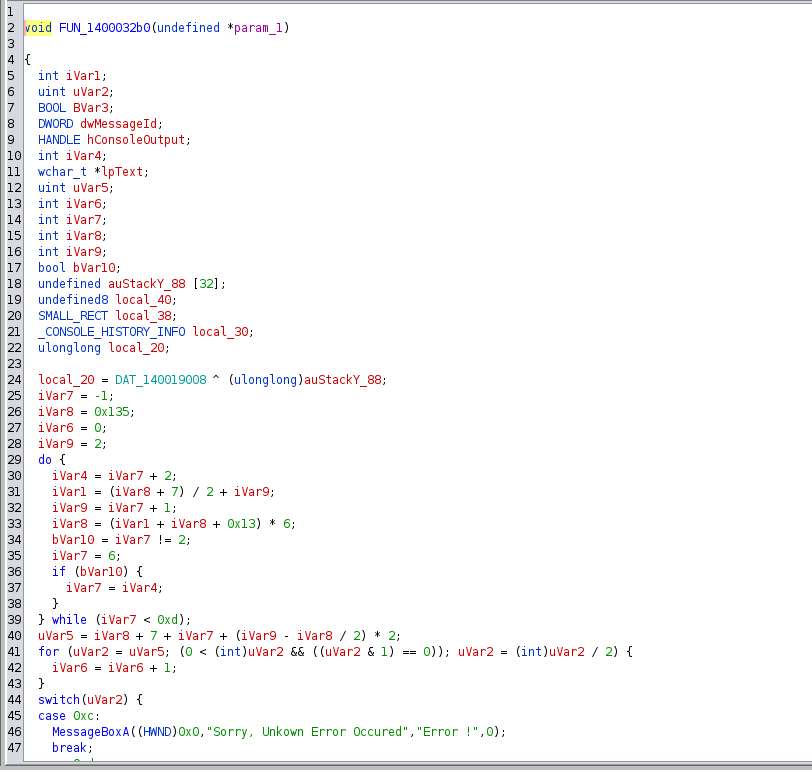 1
2 void FUN_1400032b0(undefined *param_1)
3
4 {
5 int iVar1;
6 uint uVar2;
7 BOOL BVar3;
8 DWORD dwMessageId;
9 HANDLE hConsoleOutput;
10 int iVar4;
11 wchar_t *lpText;
12 uint uVar5;
13 int iVar6;
14 int iVar7;
15 int iVar8;
16 int iVar9;
17 bool bVar10;
18 undefined auStackY_88 [32];
19 undefined8 local_40;
20 SMALL_RECT local_38;
21 _CONSOLE_HISTORY_INFO local_30;
22 ulonglong local_20;
23
24 local_20 = DAT_140019008 ^ (ulonglong)auStackY_88;
25 iVar7 = -1;
26 iVar8 = 0x135;
27 iVar6 = 0;
28 iVar9 = 2;
29 do {
30 iVar4 = iVar7 + 2;
31 iVar1 = (iVar8 + 7) / 2 + iVar9;
32 iVar9 = iVar7 + 1;
33 iVar8 = (iVar1 + iVar8 + 0x13) * 6;
34 bVar10 = iVar7 != 2;
35 iVar7 = 6;
36 if (bVar10) {
37 iVar7 = iVar4;
38 }
39 } while (iVar7 < 0xd);
40 uVar5 = iVar8 + 7 + iVar7 + (iVar9 - iVar8 / 2) * 2;
41 for (uVar2 = uVar5; (0 < (int)uVar2 && ((uVar2 & 1) == 0)); uVar2 = (int)uVar2 / 2) {
42 iVar6 = iVar6 + 1;
43 }
44 switch(uVar2) {
45 case 0xc:
46 MessageBoxA((HWND)0x0,"Sorry, Unkown Error Occured","Error !",0);
47 break;